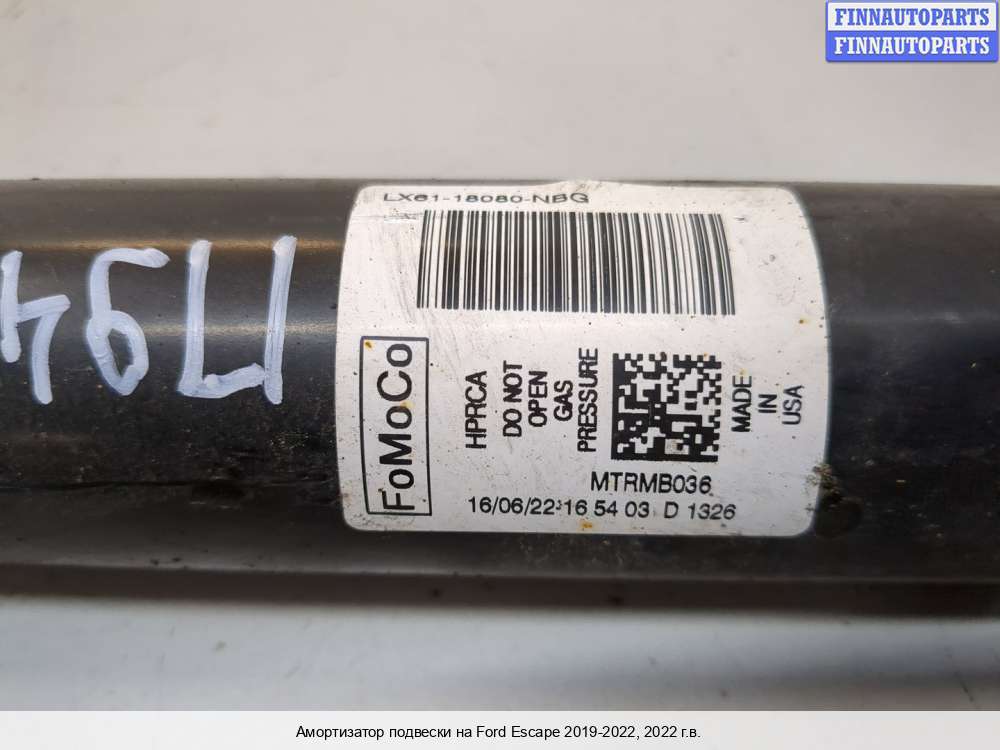 FINNAUTOPARTS
FINNAUTOPARTS
LX61-18080-NBG
FoMoCo
HPRCA
DO NOT
OPEN
GAS
PRESSURE
MADE
IN
USA
MTRMB036
16/06/22 16 54 03 D 1326
Амортизатор подвески на Ford Escape 2019-2022, 2022 г.в.